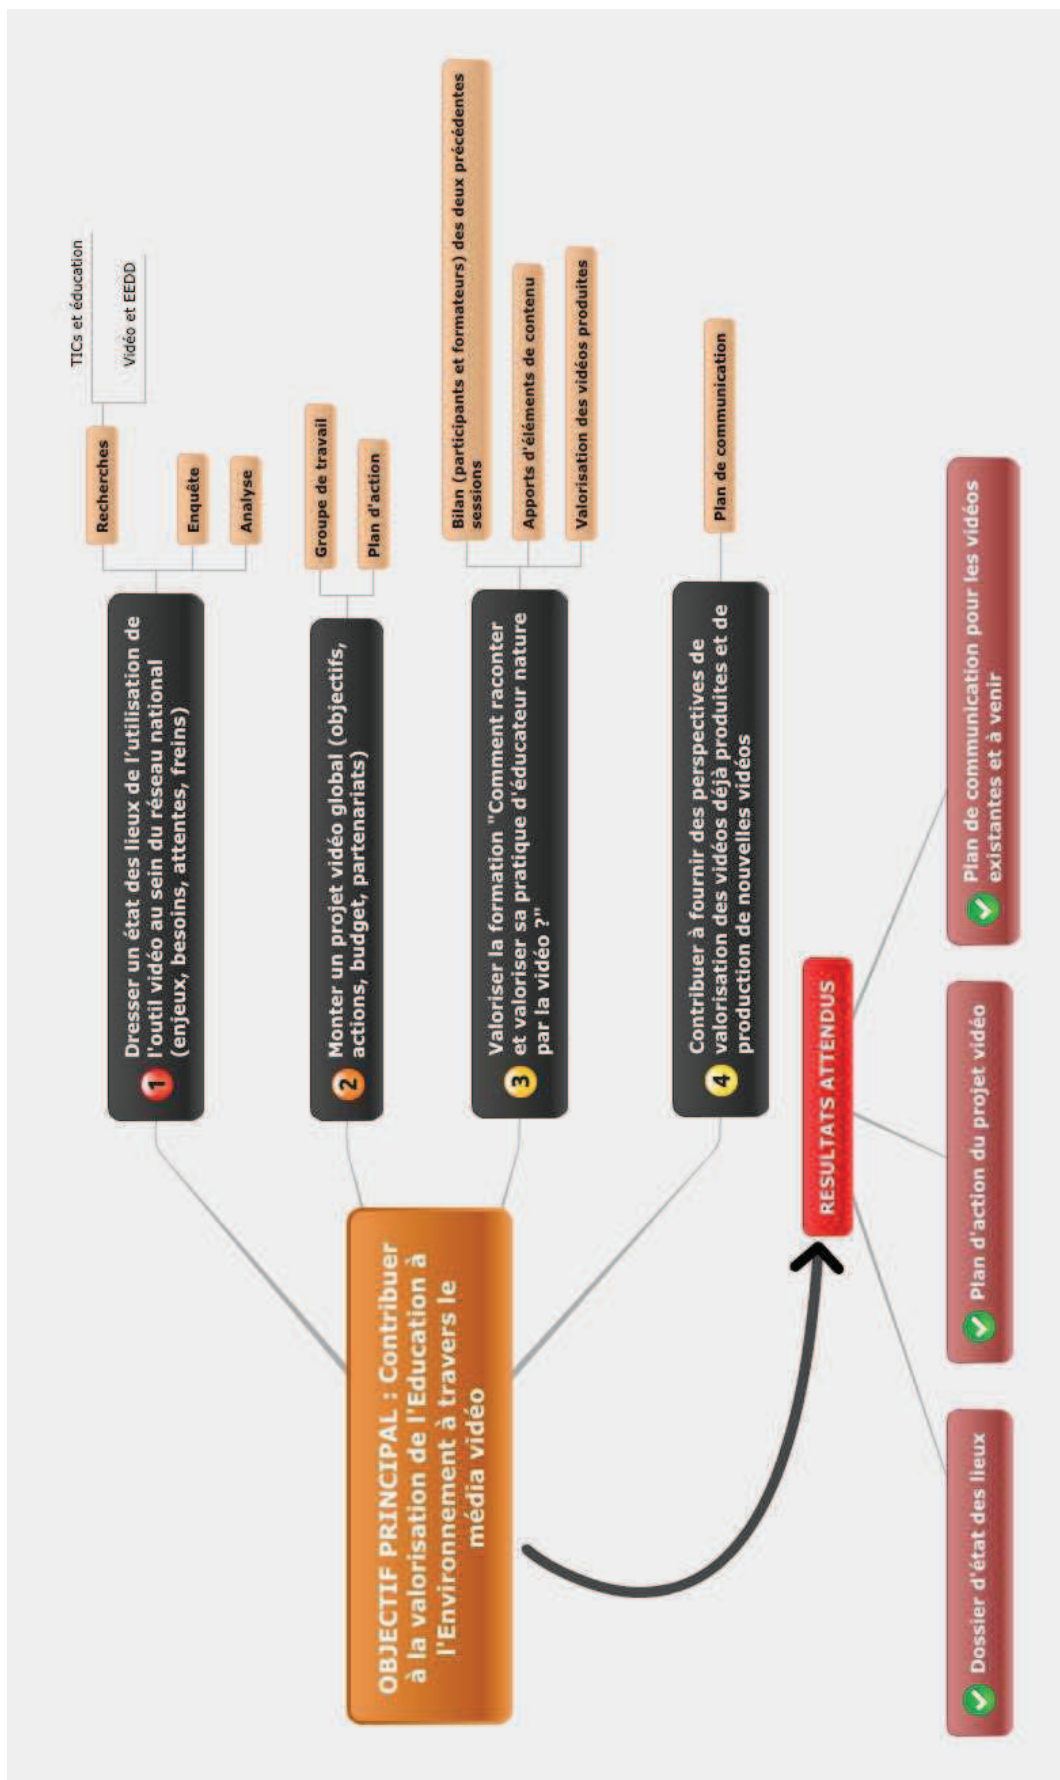 OBJECTIF PRINCIPAL : Contribuer
à la valorisation de l'Education à
l'Environnement à travers le
média vidéo
1
Dresser un état des lieux de l'utilisation de
l'outil vidéo au sein du réseau national
(enjeux, besoins, attentes, freins)
Recherches
TICs et éducation
Vidéo et EEDD
Enquête
Analyse
2
Monter un projet vidéo global (objectifs,
actions, budget, partenariats)
Groupe de travail
Plan d'action
3
Valoriser la formation "Comment raconter
et valoriser sa pratique d'éducateur nature
par la vidéo ?"
Bilan (participants et formateurs) des deux précédentes
sessions
Apports d'éléments de contenu
Valorisation des vidéos produites
4
Contribuer à fournir des perspectives de
valorisation des vidéos déjà produites et de
production de nouvelles vidéos
Plan de communication
RESULTATS ATTENDUS
Dossier d'état des lieux
Plan d'action du projet vidéo
Plan de communication pour les vidéos
existantes et à venir